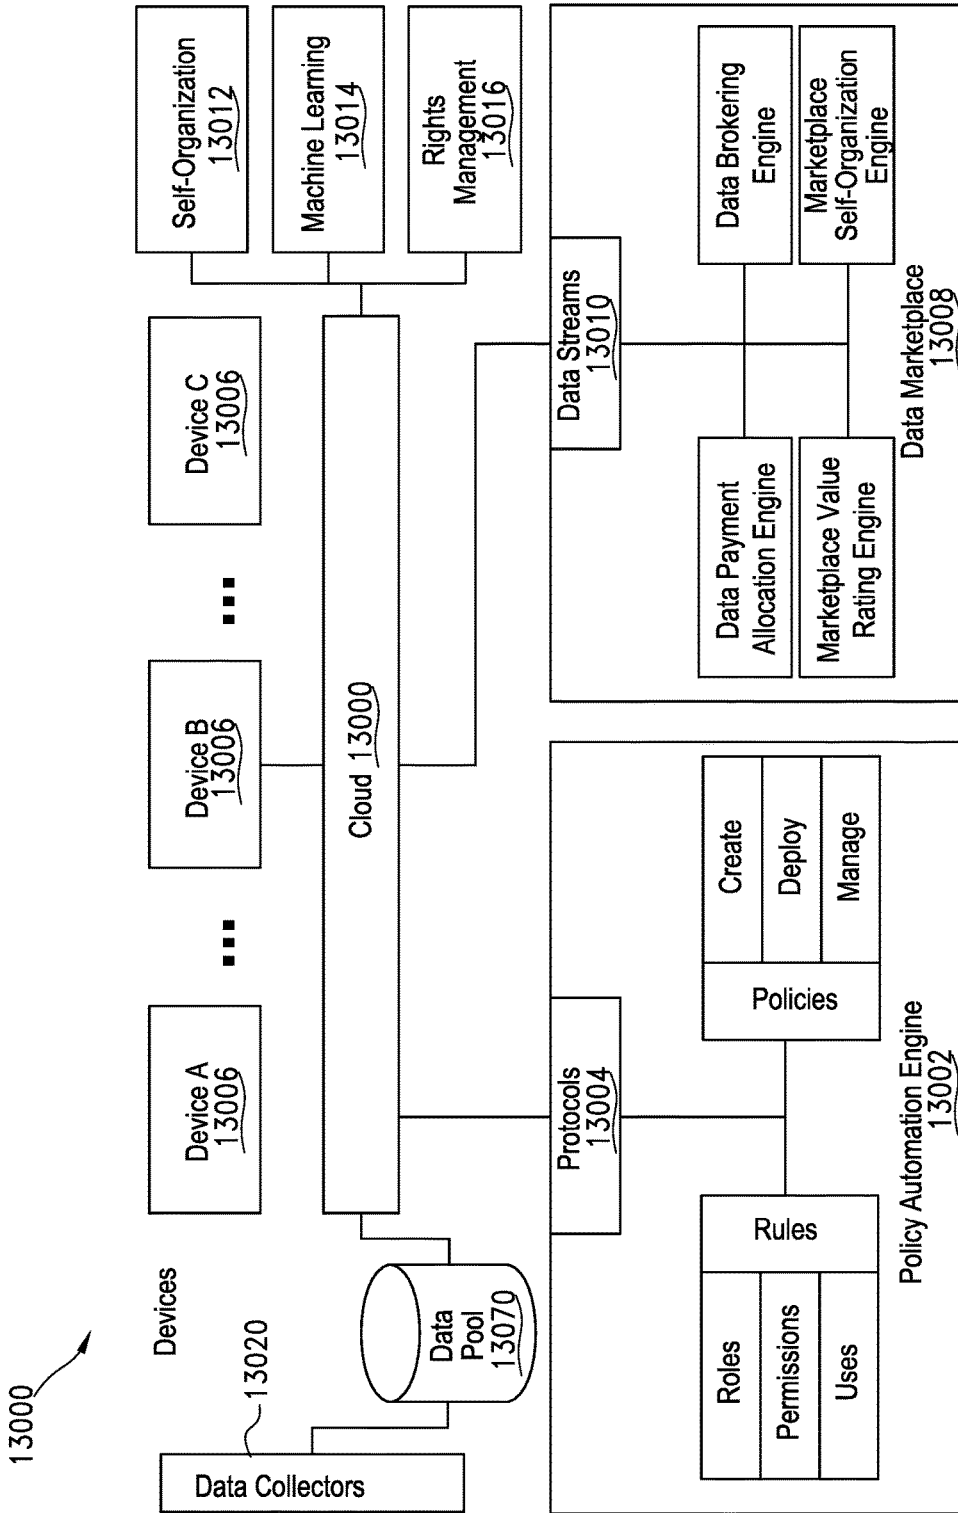 13000
Devices
Device A
13006
Device B
13006
Device C
13006
Self-Organization
13012
Machine Learning
13014
Rights
Management
13016
13020
Data Collectors
Data
Pool
13070
Cloud 13000
Protocols
13004
Roles
Permissions
Uses
Rules
Policies
Create
Deploy
Manage
Policy Automation Engine
13002
Data Streams
13010
Data Payment
Allocation Engine
Marketplace Value
Rating Engine
Data Brokering
Engine
Marketplace
Self-Organization
Engine
Data Marketplace
13008